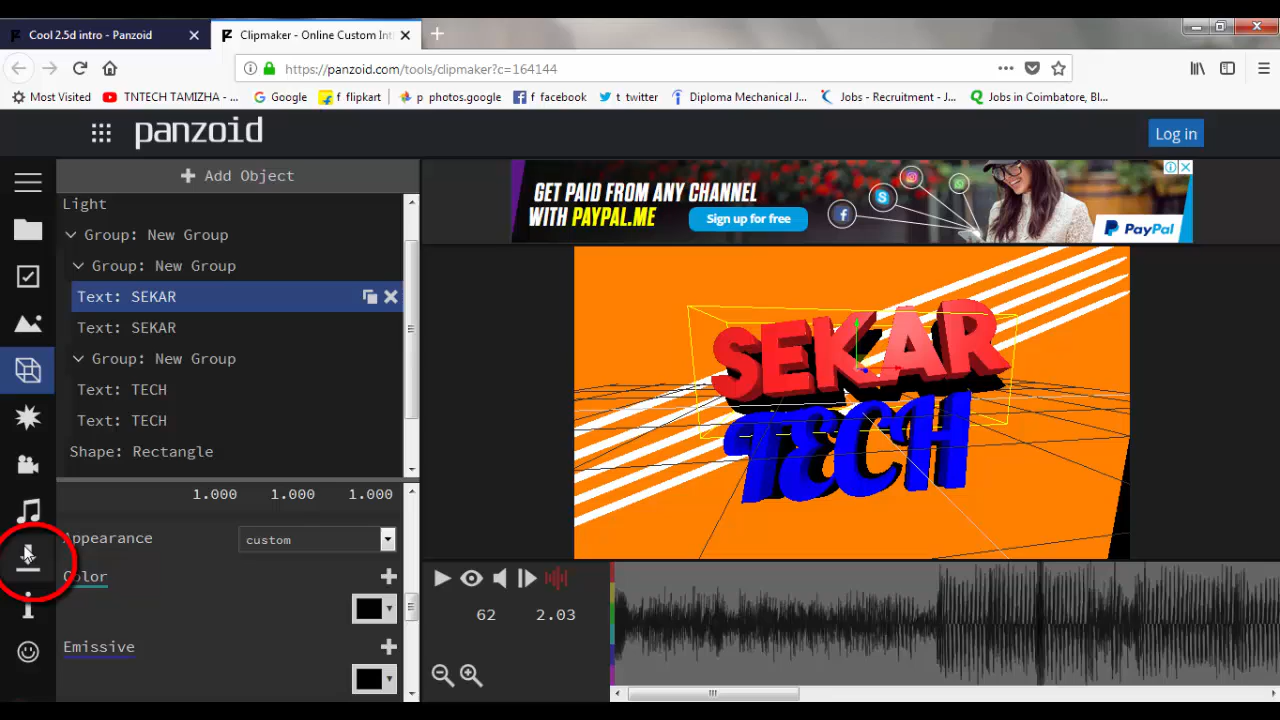 Cool 2.5d intro - Panzoid
Clipmaker - Online Custom Int
https://panzoid.com/tools/clipmaker?c=164144
Most Visited
TNTECH TAMIZHA - ...
Google
f flipkart
p photos.google
f facebook
t twitter
Diploma Mechanical J...
Jobs - Recruitment - J...
Jobs in Coimbatore, Bl...
panzoid
Log in
Add Object
Light
Group: New Group
Group: New Group
Text: SEKAR
Text: SEKAR
Group: New Group
Text: TECH
Text: TECH
Shape: Rectangle
1.000 1.000 1.000
Appearance
custom
Color
Emissive
GET PAID FROM ANY CHANNEL
WITH PAYPAL.ME
Sign up for free
PayPal
SEKAR
TECH
62 2.03